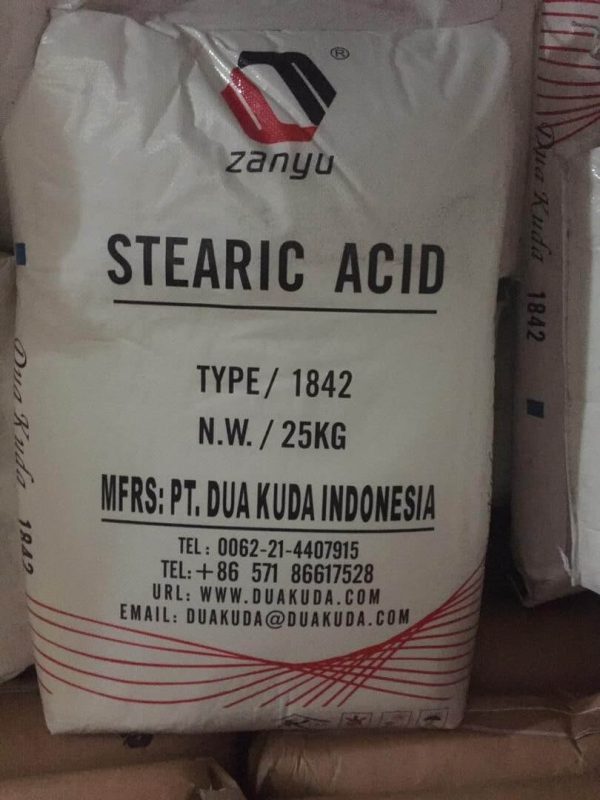 ®
zanyu
STEARIC ACID
TYPE/ 1842
N.W. / 25KG
MFRS: PT. DUA KUDA INDONESIA
TEL: 0062-21-4407915
TEL:+86 571 86617528
URL: WWW.DUAKUDA.COM
EMAIL: DUAKUDA@DUAKUDA.COM
Dua Kuda 1842
Dua Kuda 1842